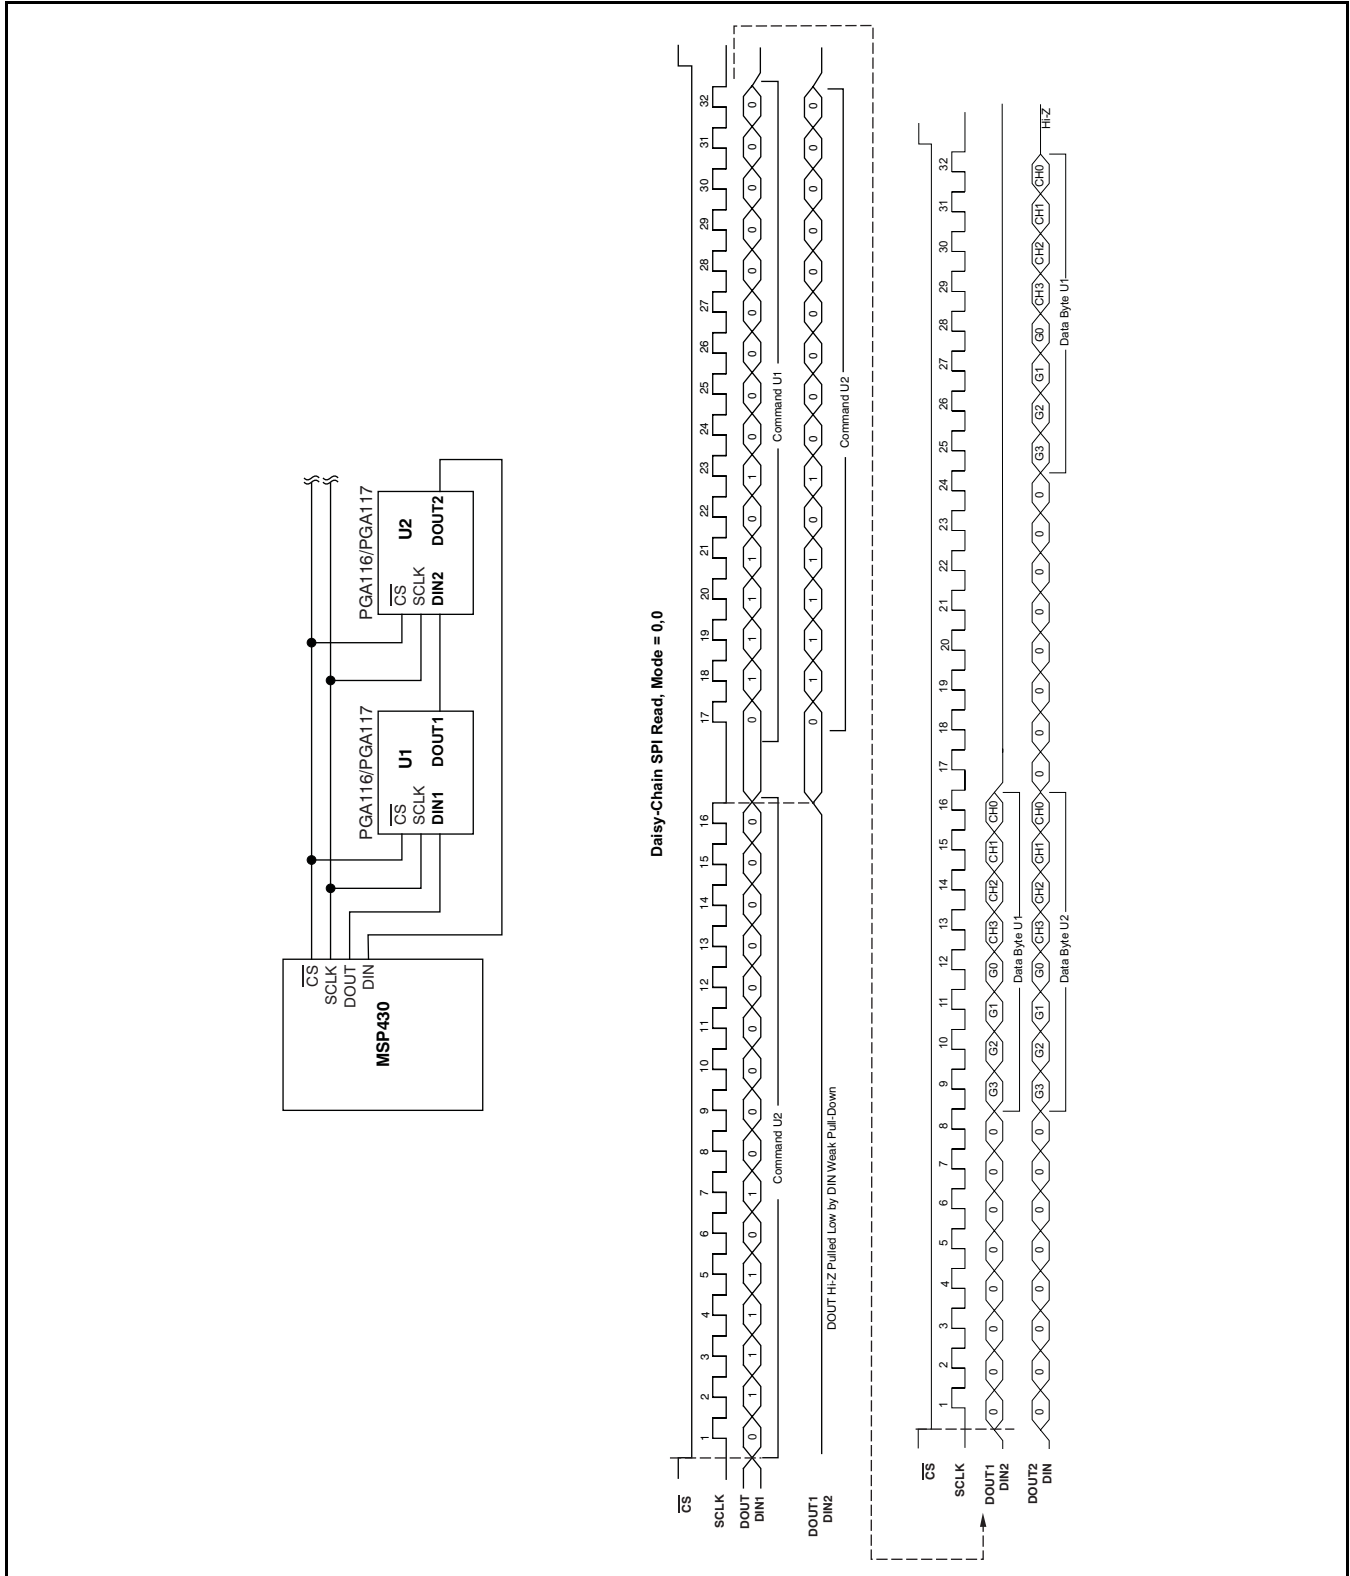 PGA116/PGA117
PGA116/PGA117
MSP430
CS
SCLK
DOUT
DIN
CS
SCLK
DIN1
U1
DOUT1
CS
SCLK
DIN2
U2
DOUT2
Daisy-Chain SPI Read, Mode = 0,0
CS
SCLK
1 2 3 4 5 6 7 8 9 10 11 12 13 14 15 16 17 18 19 20 21 22 23 24 25 26 27 28 29 30 31 32
DOUT
DIN1
0 1 1 1 1 0 1 0 0 0 0 0 0 0 0 0 0 1 1 1 1 0 1 0 0 0 0 0 0 0 0 0
Command U2
Command U1
DOUT1
DIN2
0 1 1 1 1 0 1 0 0 0 0 0 0 0 0 0
DOUT Hi-Z Pulled Low by DIN Weak Pull-Down
Command U2
CS
SCLK
1 2 3 4 5 6 7 8 9 10 11 12 13 14 15 16 17 18 19 20 21 22 23 24 25 26 27 28 29 30 31 32
DOUT1
DIN2
0 0 0 0 0 0 0 0 G3 G2 G1 G0 CH3 CH2 CH1 CH0
Data Byte U1
DOUT2
DIN
0 0 0 0 0 0 0 0 G3 G2 G1 G0 CH3 CH2 CH1 CH0 0 0 0 0 0 0 0 0 G3 G2 G1 G0 CH3 CH2 CH1 CH0 Hi-Z
Data Byte U2
Data Byte U1